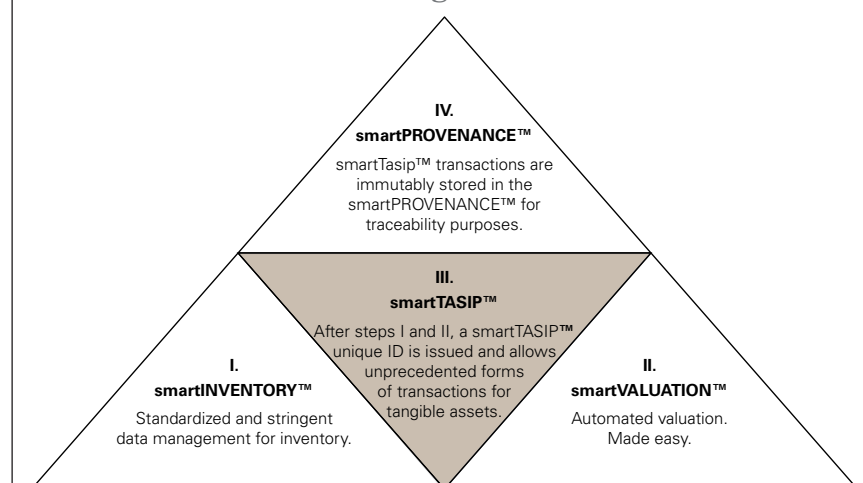 IV.
smartPROVENANCE™
smartTasip™ transactions are
immutably stored in the
smartPROVENANCE™ for
traceability purposes.
III.
smartTASIP™
After steps I and II, a smartTASIP™
unique ID is issued and allows
unprecedented forms
of transactions for
tangible assets.
I.
smartINVENTORY™
Standardized and stringent
data management for inventory.
II.
smartVALUATION™
Automated valuation.
Made easy.